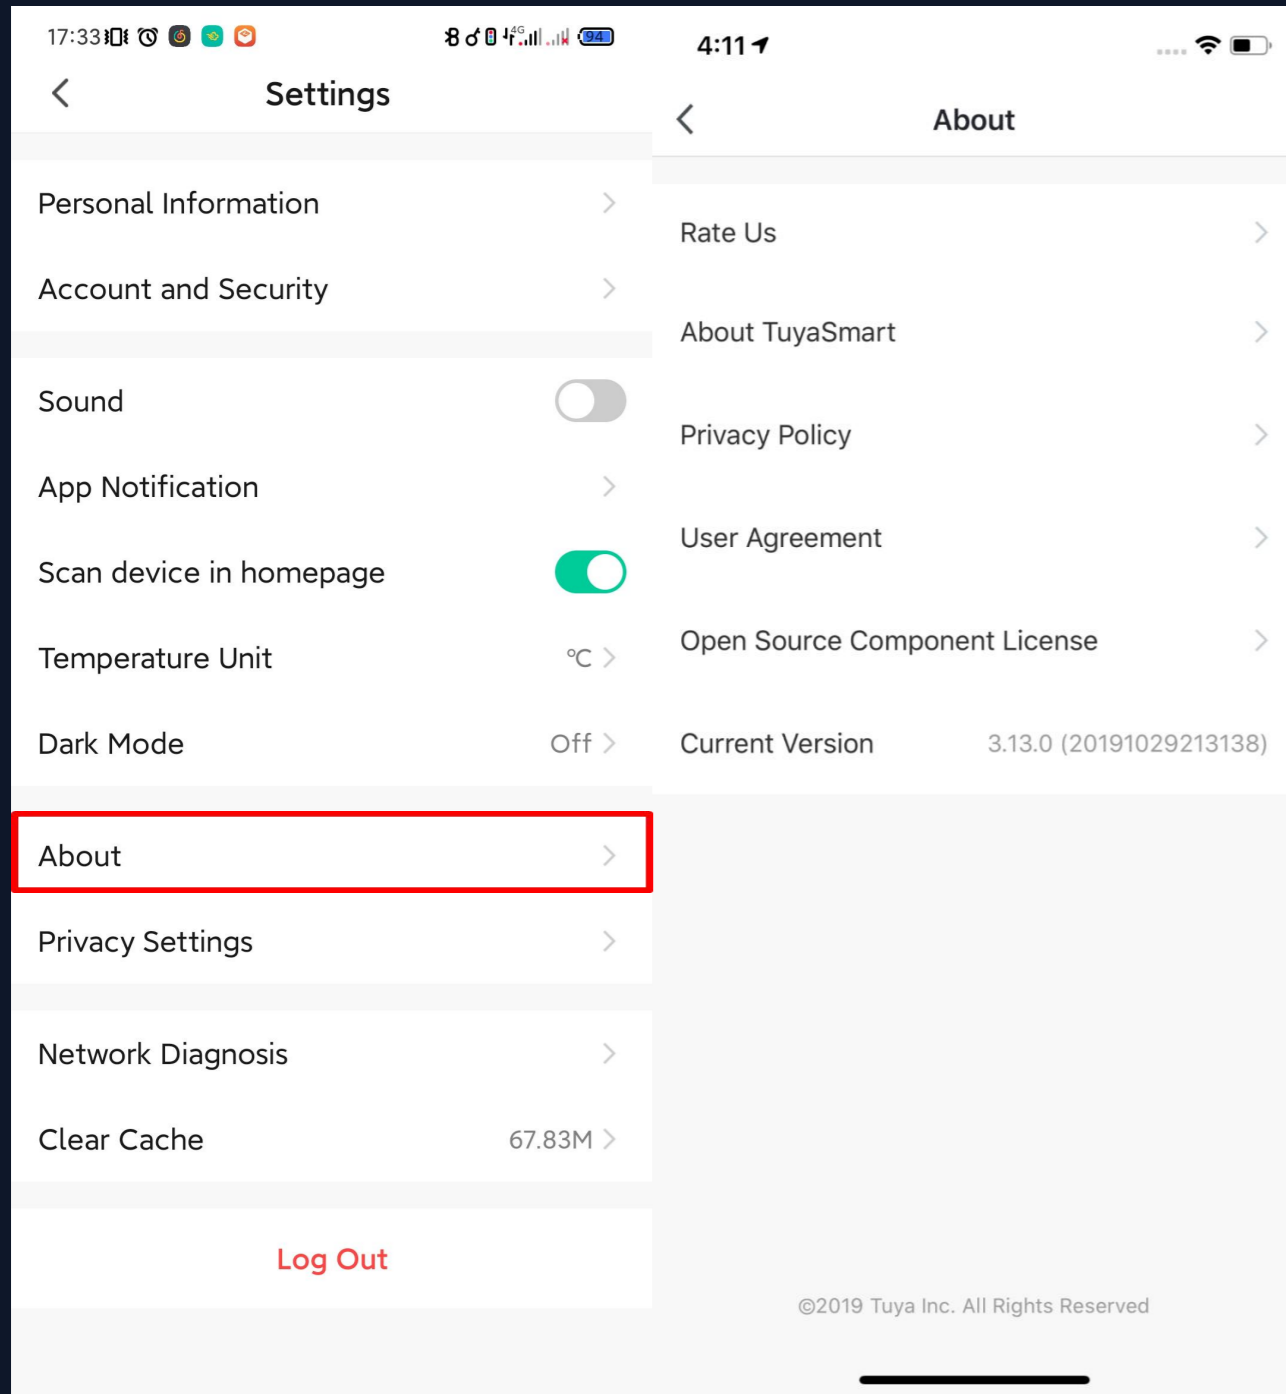 17:33
4G
94
Settings
Personal Information
Account and Security
Sound
App Notification
Scan device in homepage
Temperature Unit
°C
Dark Mode
Off
About
Privacy Settings
Network Diagnosis
Clear Cache
67.83M
Log Out
4:11
About
Rate Us
About TuyaSmart
Privacy Policy
User Agreement
Open Source Component License
Current Version
3.13.0 (20191029213138)
©2019 Tuya Inc. All Rights Reserved